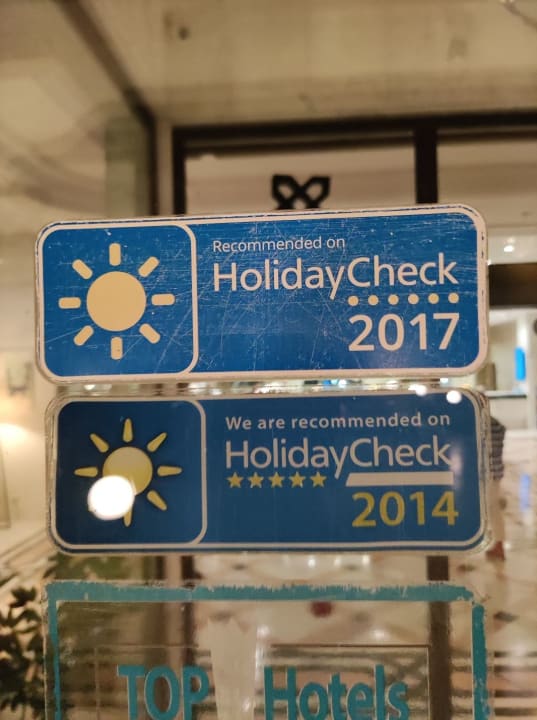 Recommended on
HolidayCheck
2017
We are recommended on
HolidayCheck
2014
TOP Hotels